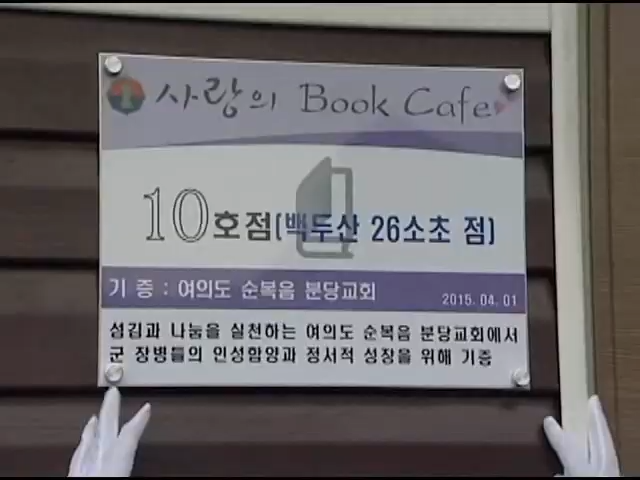 사랑의 Book Cafe
10호점(백두산 26소초 점)
기 증 : 여의도 순복음 분당교회
2015. 04. 01
섬김과 나눔을 실천하는 여의도 순복음 분당교회에서
군 장병들의 인성함양과 정서적 성장을 위해 기증